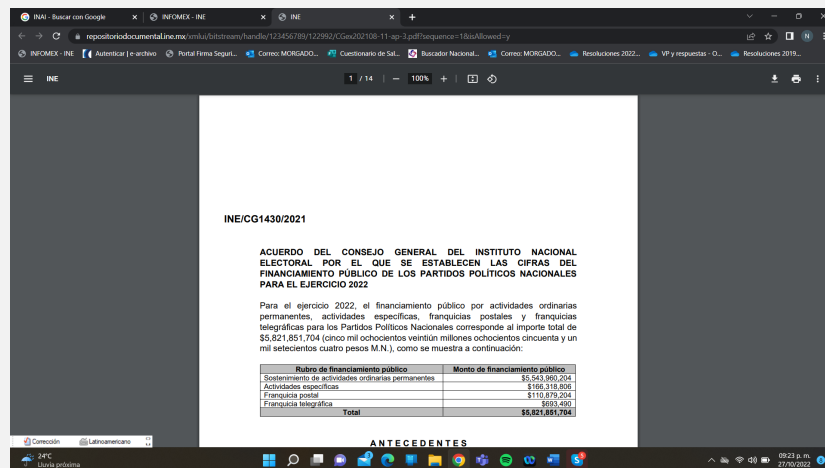 INAI - Buscar con Google
INFOMEX - INE
INE
repositoriodocumental.ine.mx/xmlui/bitstream/handle/123456789/122992/CGex202108-11-ap-3.pdf?sequence=1&isAllowed=y
N
INFOMEX - INE
Autenticar | e-archivo
Portal Firma Seguri...
Correo: MORGADO...
Cuestionario de Sal...
Buscador Nacional...
Correo: MORGADO...
Resoluciones 2022...
VP y respuestas - O...
Resoluciones 2019...
INE
1 / 14
100%
INE/CG1430/2021
ACUERDO DEL CONSEJO GENERAL DEL INSTITUTO NACIONAL
ELECTORAL POR EL QUE SE ESTABLECEN LAS CIFRAS DEL
FINANCIAMIENTO PÚBLICO DE LOS PARTIDOS POLÍTICOS NACIONALES
PARA EL EJERCICIO 2022
Para el ejercicio 2022, el financiamiento público por actividades ordinarias
permanentes, actividades específicas, franquicias postales y franquicias
telegráficas para los Partidos Políticos Nacionales corresponde al importe total de
$5,821,851,704 (cinco mil ochocientos veintiún millones ochocientos cincuenta y un
mil setecientos cuatro pesos M.N.), como se muestra a continuación:
Rubro de financiamiento público Monto de financiamiento público
Sostenimiento de actividades ordinarias permanentes $5,543,960,204
Actividades específicas $166,318,806
Franquicia postal $110,879,204
Franquicia telegráfica $693,490
Total $5,821,851,704
ANTECEDENTES
Corrección
Latinoamericano
24°C
Lluvia próxima
09:23 p. m.
27/10/2022